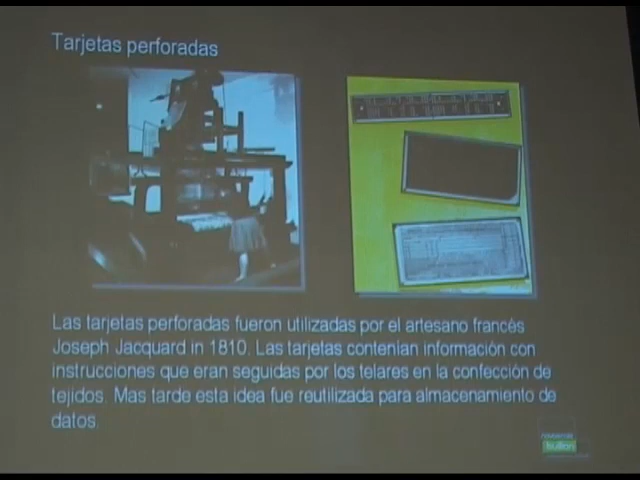 Tarjetas perforadas
Las tarjetas perforadas fueron utilizadas por el artesano francés
Joseph Jacquard in 1810. Las tarjetas contenían información con
instrucciones que eran seguidas por los telares en la confección de
tejidos. Mas tarde esta idea fue reutilizada para almacenamiento de
datos.